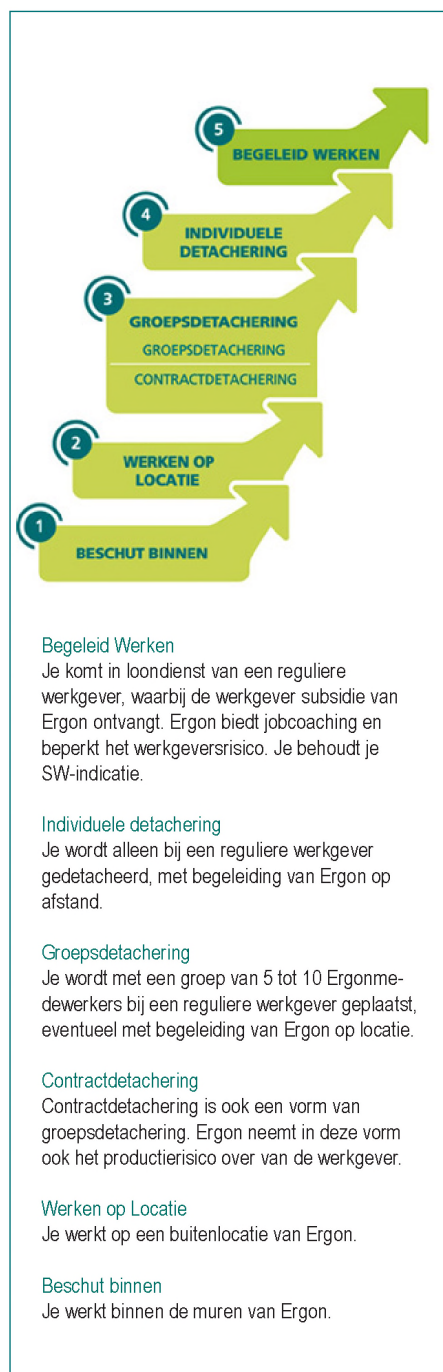 5
BEGELEID WERKEN
4
INDIVIDUELE
DETACHERING
3
GROEPSDETACHERING
GROEPSDETACHERING
CONTRACTDETACHERING
2
WERKEN OP
LOCATIE
1
BESCHUT BINNEN
Begeleid Werken
Je komt in loondienst van een reguliere
werkgever, waarbij de werkgever subsidie van
Ergon ontvangt. Ergon biedt jobcoaching en
beperkt het werkgeversrisico. Je behoudt je
SW-indicatie.
Individuele detachering
Je wordt alleen bij een reguliere werkgever
gedetacheerd, met begeleiding van Ergon op
afstand.
Groepsdetachering
Je wordt met een groep van 5 tot 10 Ergonme-
dewerkers bij een reguliere werkgever geplaatst,
eventueel met begeleiding van Ergon op locatie.
Contractdetachering
Contractdetachering is ook een vorm van
groepsdetachering. Ergon neemt in deze vorm
ook het productierisico over van de werkgever.
Werken op Locatie
Je werkt op een buitenlocatie van Ergon.
Beschut binnen
Je werkt binnen de muren van Ergon.